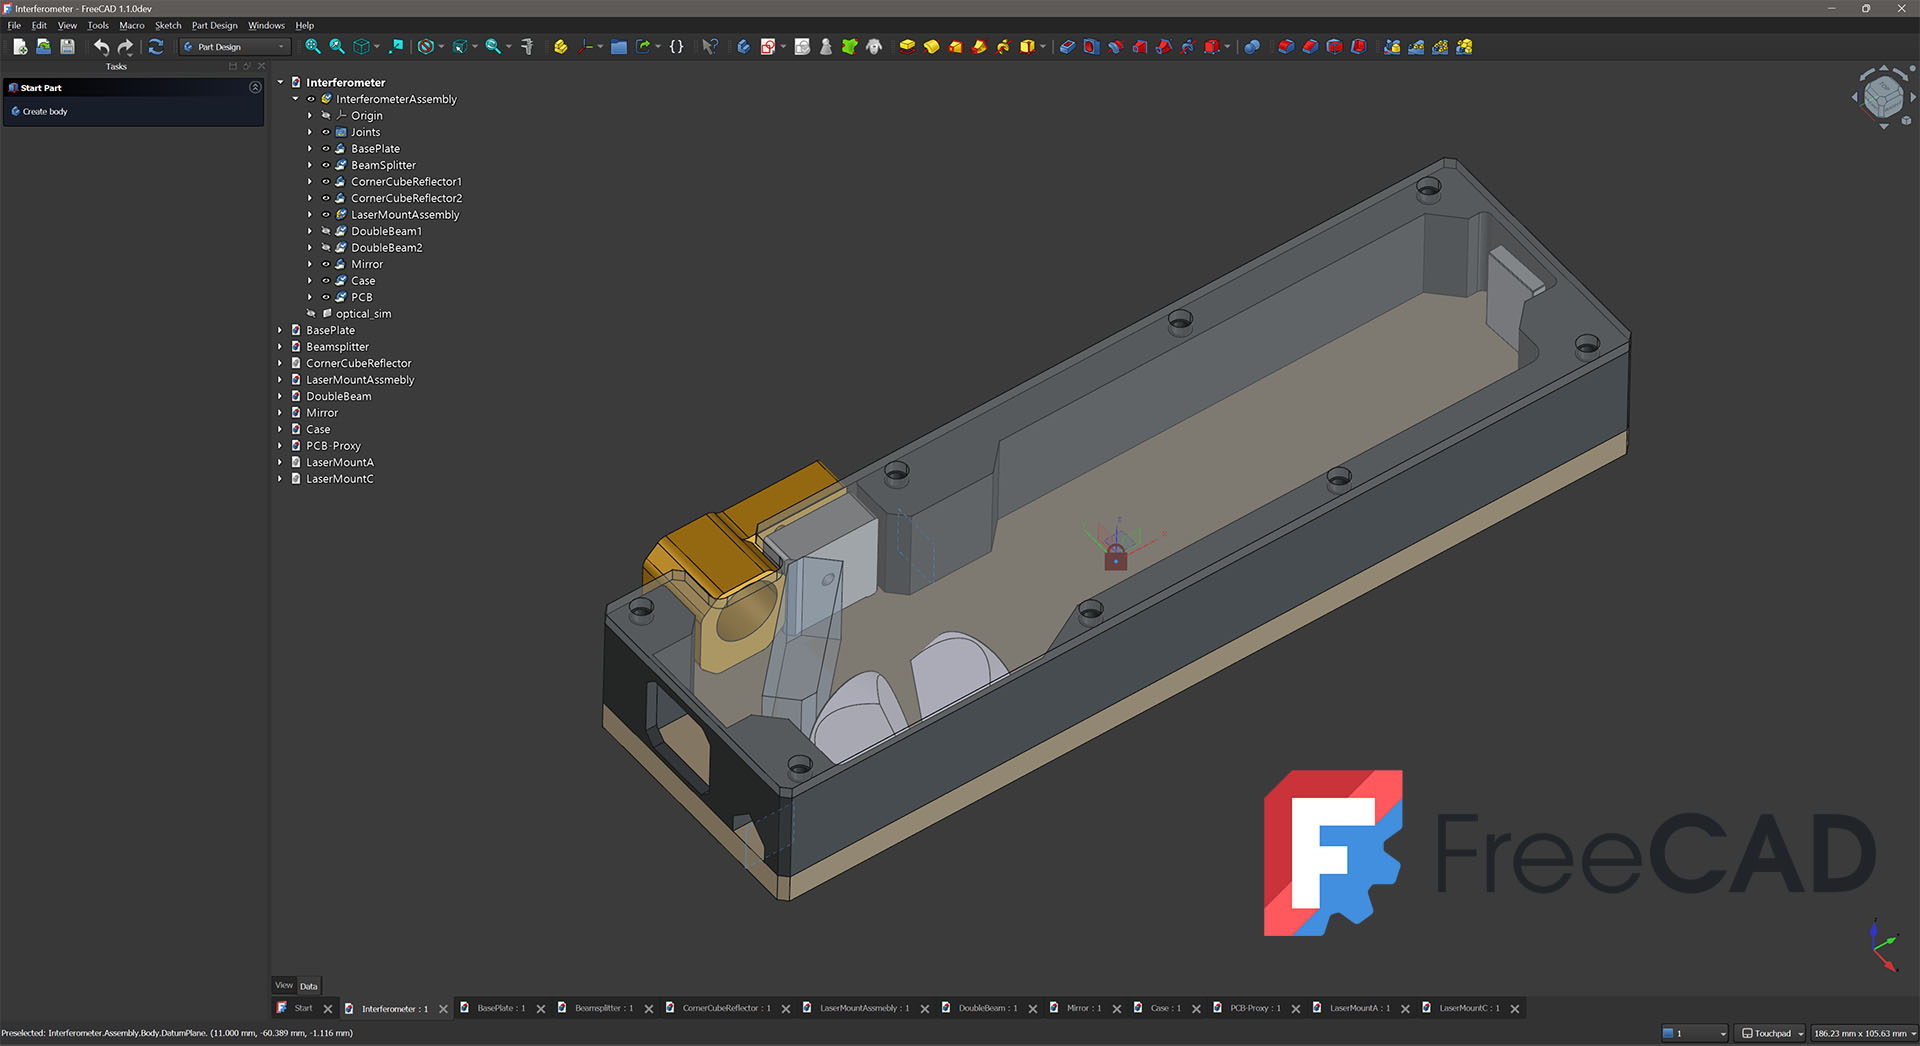 Interferometer - FreeCAD 1.1.0dev
File Edit View Tools Macro Sketch Part Design Windows Help
Part Design
Tasks
Start Part
Create body
Interferometer
InterferometerAssembly
Origin
Joints
BasePlate
BeamSplitter
CornerCubeReflector1
CornerCubeReflector2
LaserMountAssembly
DoubleBeam1
DoubleBeam2
Mirror
Case
PCB
optical_sim
BasePlate
Beamsplitter
CornerCubeReflector
LaserMountAssmebly
DoubleBeam
Mirror
Case
PCB-Proxy
LaserMountA
LaserMountC
TOP
FreeCAD
View Data
Start Interferometer : 1 BasePlate : 1 Beamsplitter : 1 CornerCubeReflector : 1 LaserMountAssmebly : 1 DoubleBeam : 1 Mirror : 1 Case : 1 PCB-Proxy : 1 LaserMountA : 1 LaserMountC : 1
Preselected: Interferometer.Assembly.Body.DatumPlane. (11.000 mm, -60.389 mm, -1.116 mm)
1 Touchpad 186.23 mm x 105.63 mm